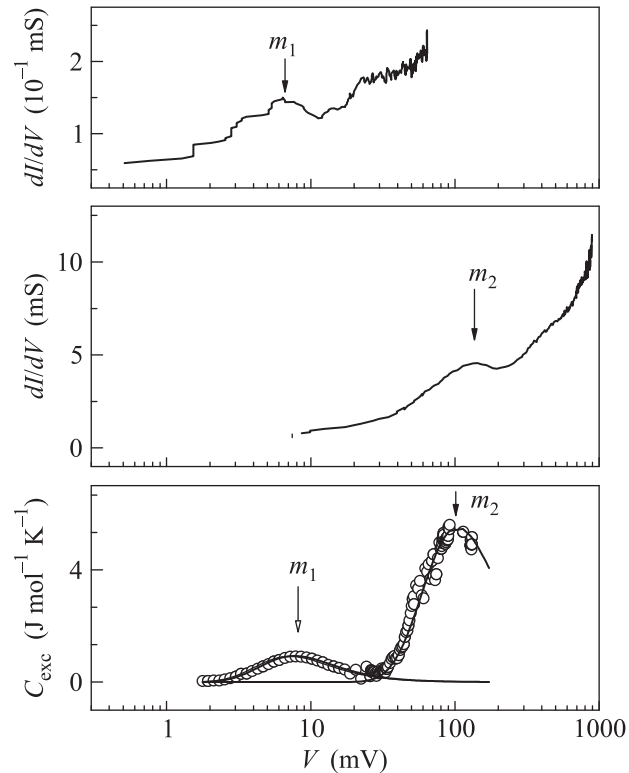 dI/dV (10⁻¹ mS)
2
1
m₁
dI/dV (mS)
10
5
0
m₂
C_exc (J mol⁻¹ K⁻¹)
4
0
m₁
m₂
1 10 100 1000
V (mV)